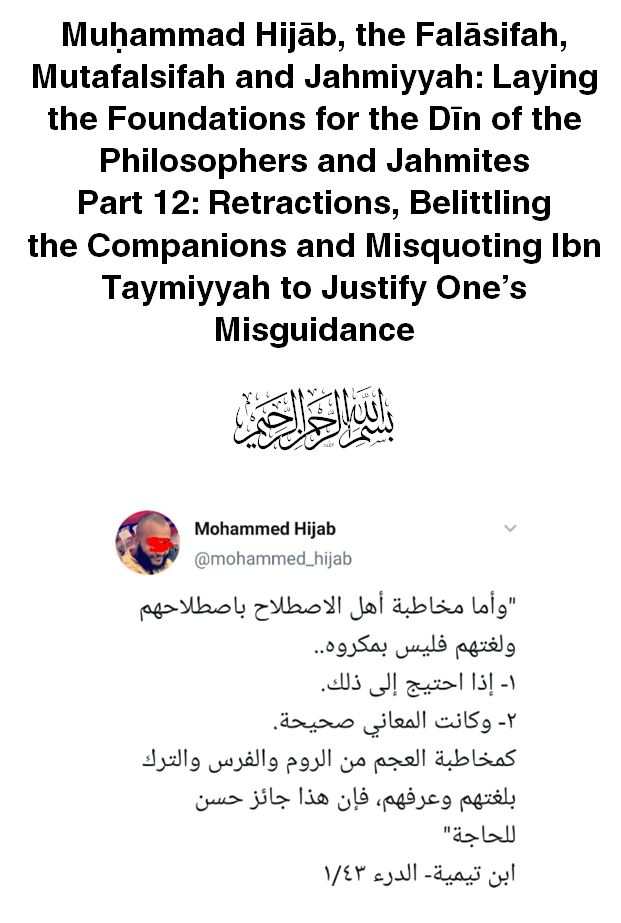 Muḥammad Hijāb, the Falāsifah,
Mutafalsifah and Jahmiyyah: Laying
the Foundations for the Dīn of the
Philosophers and Jahmites
Part 12: Retractions, Belittling
the Companions and Misquoting Ibn
Taymiyyah to Justify One’s
Misguidance
بسم الله الرحمن الرحيم
Mohammed Hijab
@mohammed_hijab
"وأما مخاطبة أهل الاصطلاح باصطلاحهم
ولغتهم فليس بمكروه..
١- إذا احتيج إلى ذلك.
٢- وكانت المعاني صحيحة.
كمخاطبة العجم من الروم والفرس والترك
بلغتهم وعرفهم، فإن هذا جائز حسن
للحاجة"
ابن تيمية- الدرء ١/٤٣